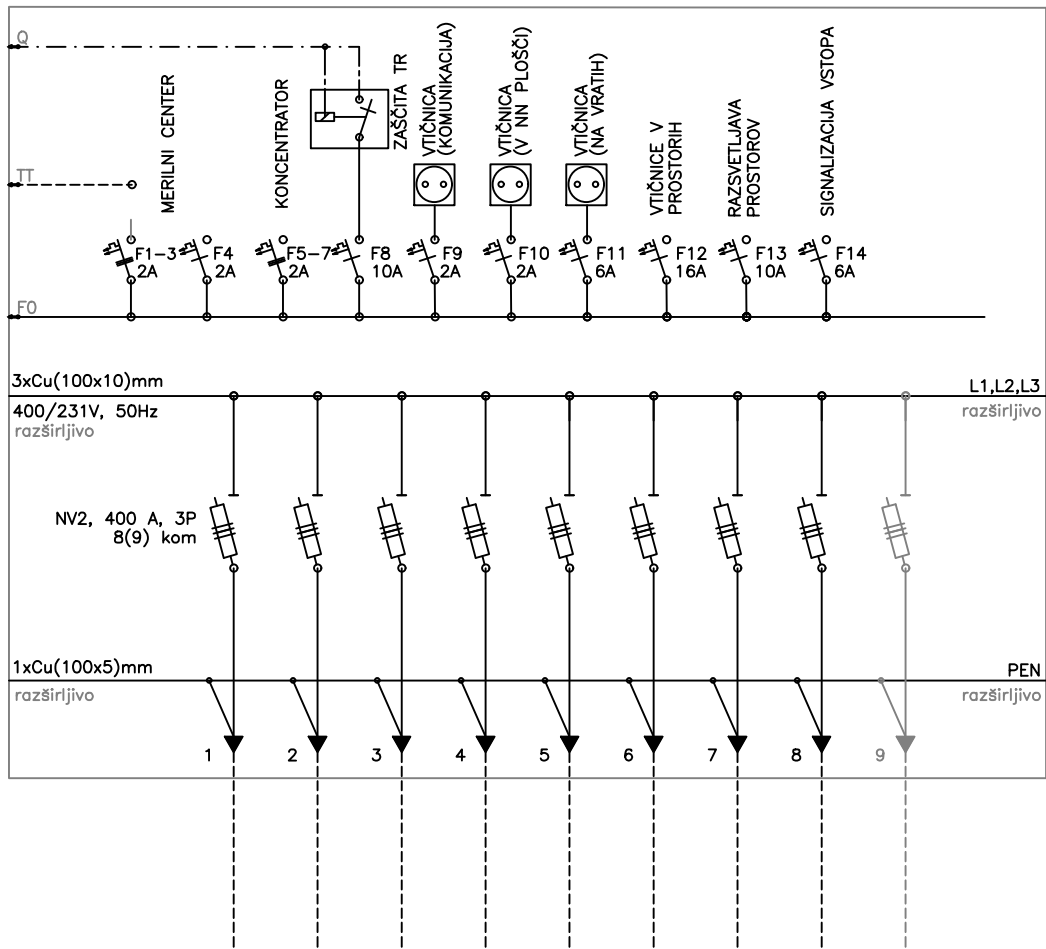 Q
TT
F0
MERILNI CENTER
KONCENTRATOR
ZAŠČITA TR
VTIČNICA
(KOMUNIKACIJA)
VTIČNICA
(V NN PLOŠČI)
VTIČNICA
(NA VRATIH)
VTIČNICE V
PROSTORIH
RAZSVETLJAVA
PROSTOROV
SIGNALIZACIJA VSTOPA
F1-3
2A
F4
2A
F5-7
2A
F8
10A
F9
2A
F10
2A
F11
6A
F12
16A
F13
10A
F14
6A
3xCu(100x10)mm
L1,L2,L3
400/231V, 50Hz
razširljivo
razširljivo
NV2, 400 A, 3P
8(9) kom
1xCu(100x5)mm
PEN
razširljivo
razširljivo
1
2
3
4
5
6
7
8
9